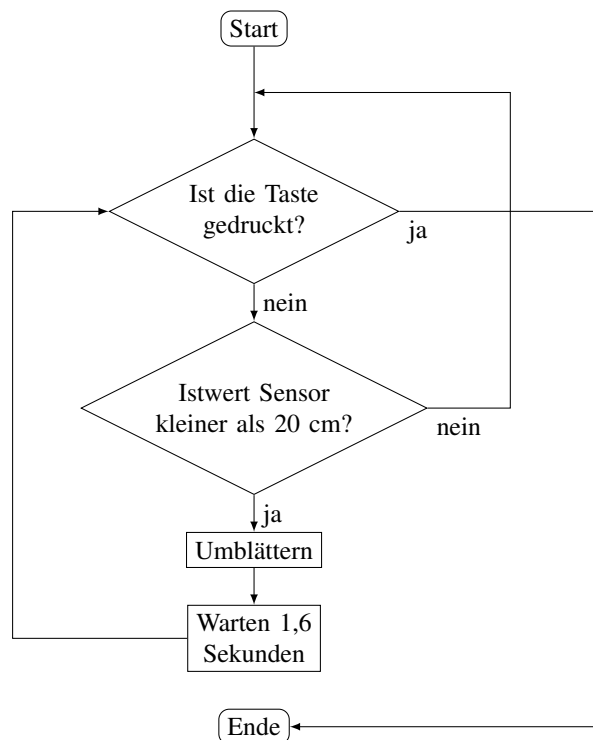 Start
Ist die Taste
gedruckt?
ja
nein
Istwert Sensor
kleiner als 20 cm?
nein
ja
Umblättern
Warten 1,6
Sekunden
Ende